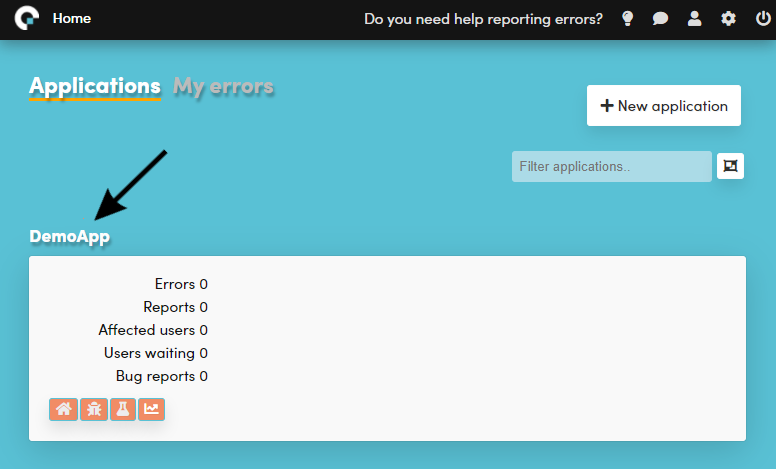 Home
Do you need help reporting errors?
Applications
My errors
New application
Filter applications..
DemoApp
Errors 0
Reports 0
Affected users 0
Users waiting 0
Bug reports 0